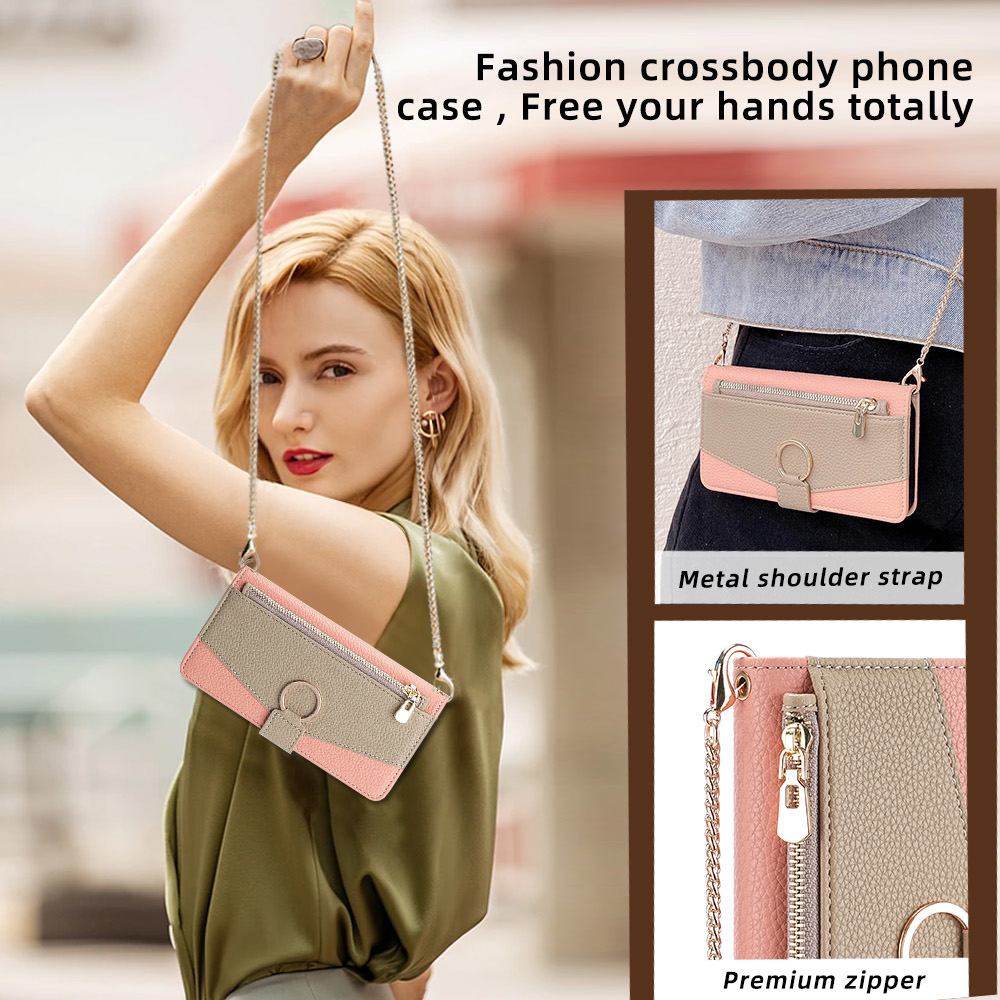 Fashion crossbody phone
case , Free your hands totally
Metal shoulder strap
Premium zipper